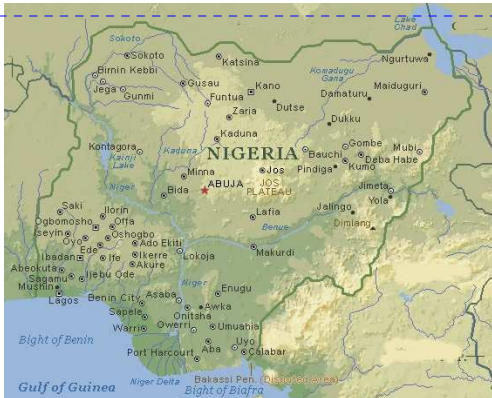 Lake
Chad
Sokoto
Sokoto
Katsina
Ngurtuwa
Birnin Kebbi
Jega
Gusau
Kano
Komadugu
Gana
Maiduguri
Gunmi
Funtua
Dutse
Damaturu
Zaria
Dukku
Kaduna
Kontagora
Kainji
Lake
Kaduna
NIGERIA
Gombe
Mubi
Bauchi
Deba Habe
Minna
Jos
Pindiga
Kumo
Niger
Bida
ABUJA
JOS
PLATEAU
Jimeta
Yola
Saki
Ilorin
Lafia
Jalingo
Ogbomosho
Offa
Dimlang
Iseyin
Oyo
Oshogbo
Benue
Ede
Ado Ekiti
Ibadan
Ife
Ikerre
Lokoja
Makurdi
Abeokuta
Akure
Sagamu
Ijebu Ode
Niger
Mushin
Enugu
Lagos
Benin City
Asaba
Awka
Sapele
Onitsha
Warri
Owerri
Umuahia
Bight of Benin
Port Harcourt
Aba
Uyo
Calabar
Gulf of Guinea
Niger Delta
Bakassi Pen.
Bight of Biafra